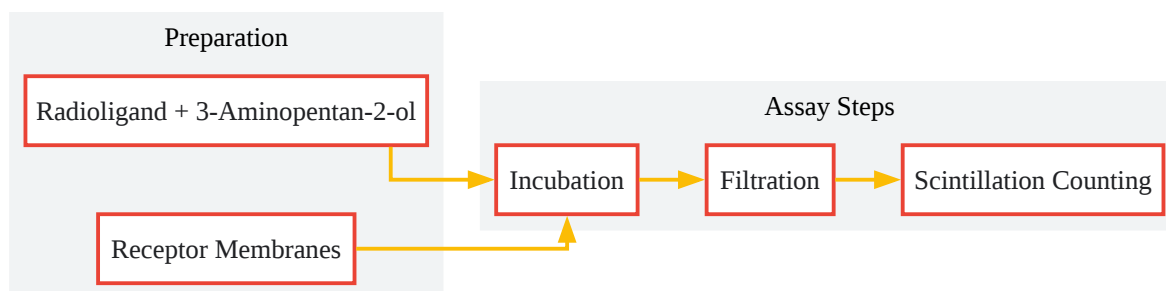 Preparation
Radioligand + 3-Aminopentan-2-ol
Receptor Membranes
Assay Steps
Incubation
Filtration
Scintillation Counting